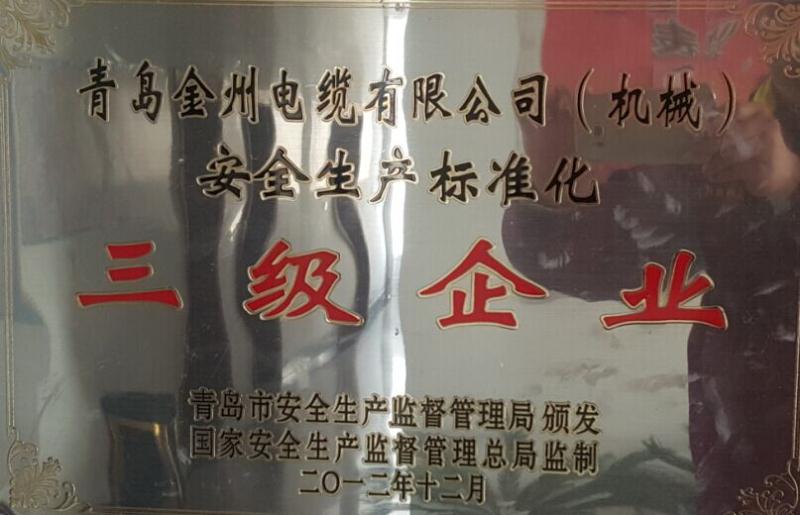 青岛金州电缆有限公司（机械）
安全生产标准化
三级企业
青岛市安全生产监督管理局 颁发
国家安全生产监督管理总局监制
二〇一二年十二月